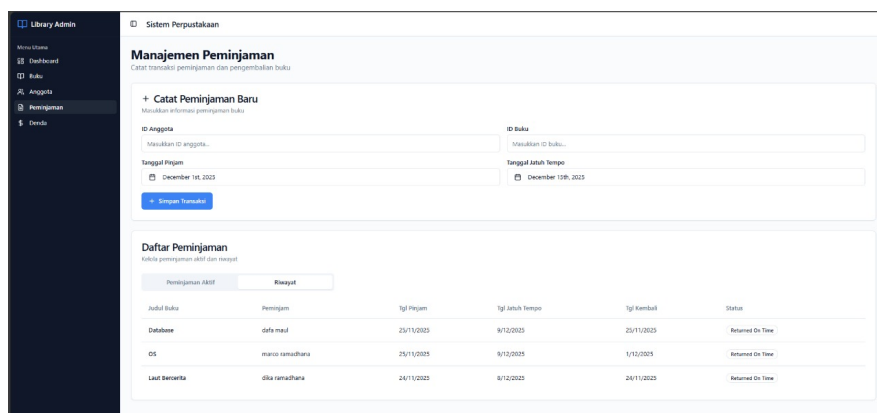 Library Admin
Sistem Perpustakaan
Menu Utama
Dashboard
Buku
Anggota
Peminjaman
Denda
Manajemen Peminjaman
Catat transaksi peminjaman dan pengembalian buku
+ Catat Peminjaman Baru
Masukkan informasi peminjaman buku
ID Anggota ID Buku
Masukkan ID anggota... Masukkan ID buku...
Tanggal Pinjam Tanggal Jatuh Tempo
December 1st, 2025 December 15th, 2025
+ Simpan Transaksi
Daftar Peminjaman
Kelola peminjaman aktif dan riwayat
Peminjaman Aktif Riwayat
Judul Buku Peminjam Tgl Pinjam Tgl Jatuh Tempo Tgl Kembali Status
Database dafa maul 25/11/2025 9/12/2025 25/11/2025 Returned On Time
OS marco ramadhana 25/11/2025 9/12/2025 1/12/2025 Returned On Time
Laut Bercerita dika ramadhana 24/11/2025 8/12/2025 24/11/2025 Returned On Time